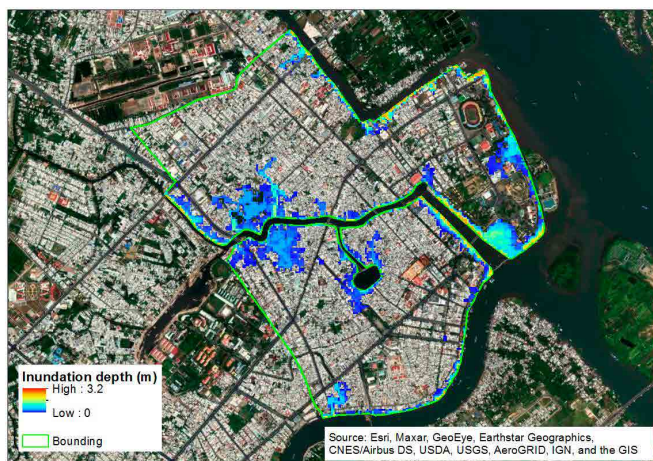 Inundation depth (m)
High : 3.2
Low : 0
Bounding
Source: Esri, Maxar, GeoEye, Earthstar Geographics,
CNES/Airbus DS, USDA, USGS, AeroGRID, IGN, and the GIS